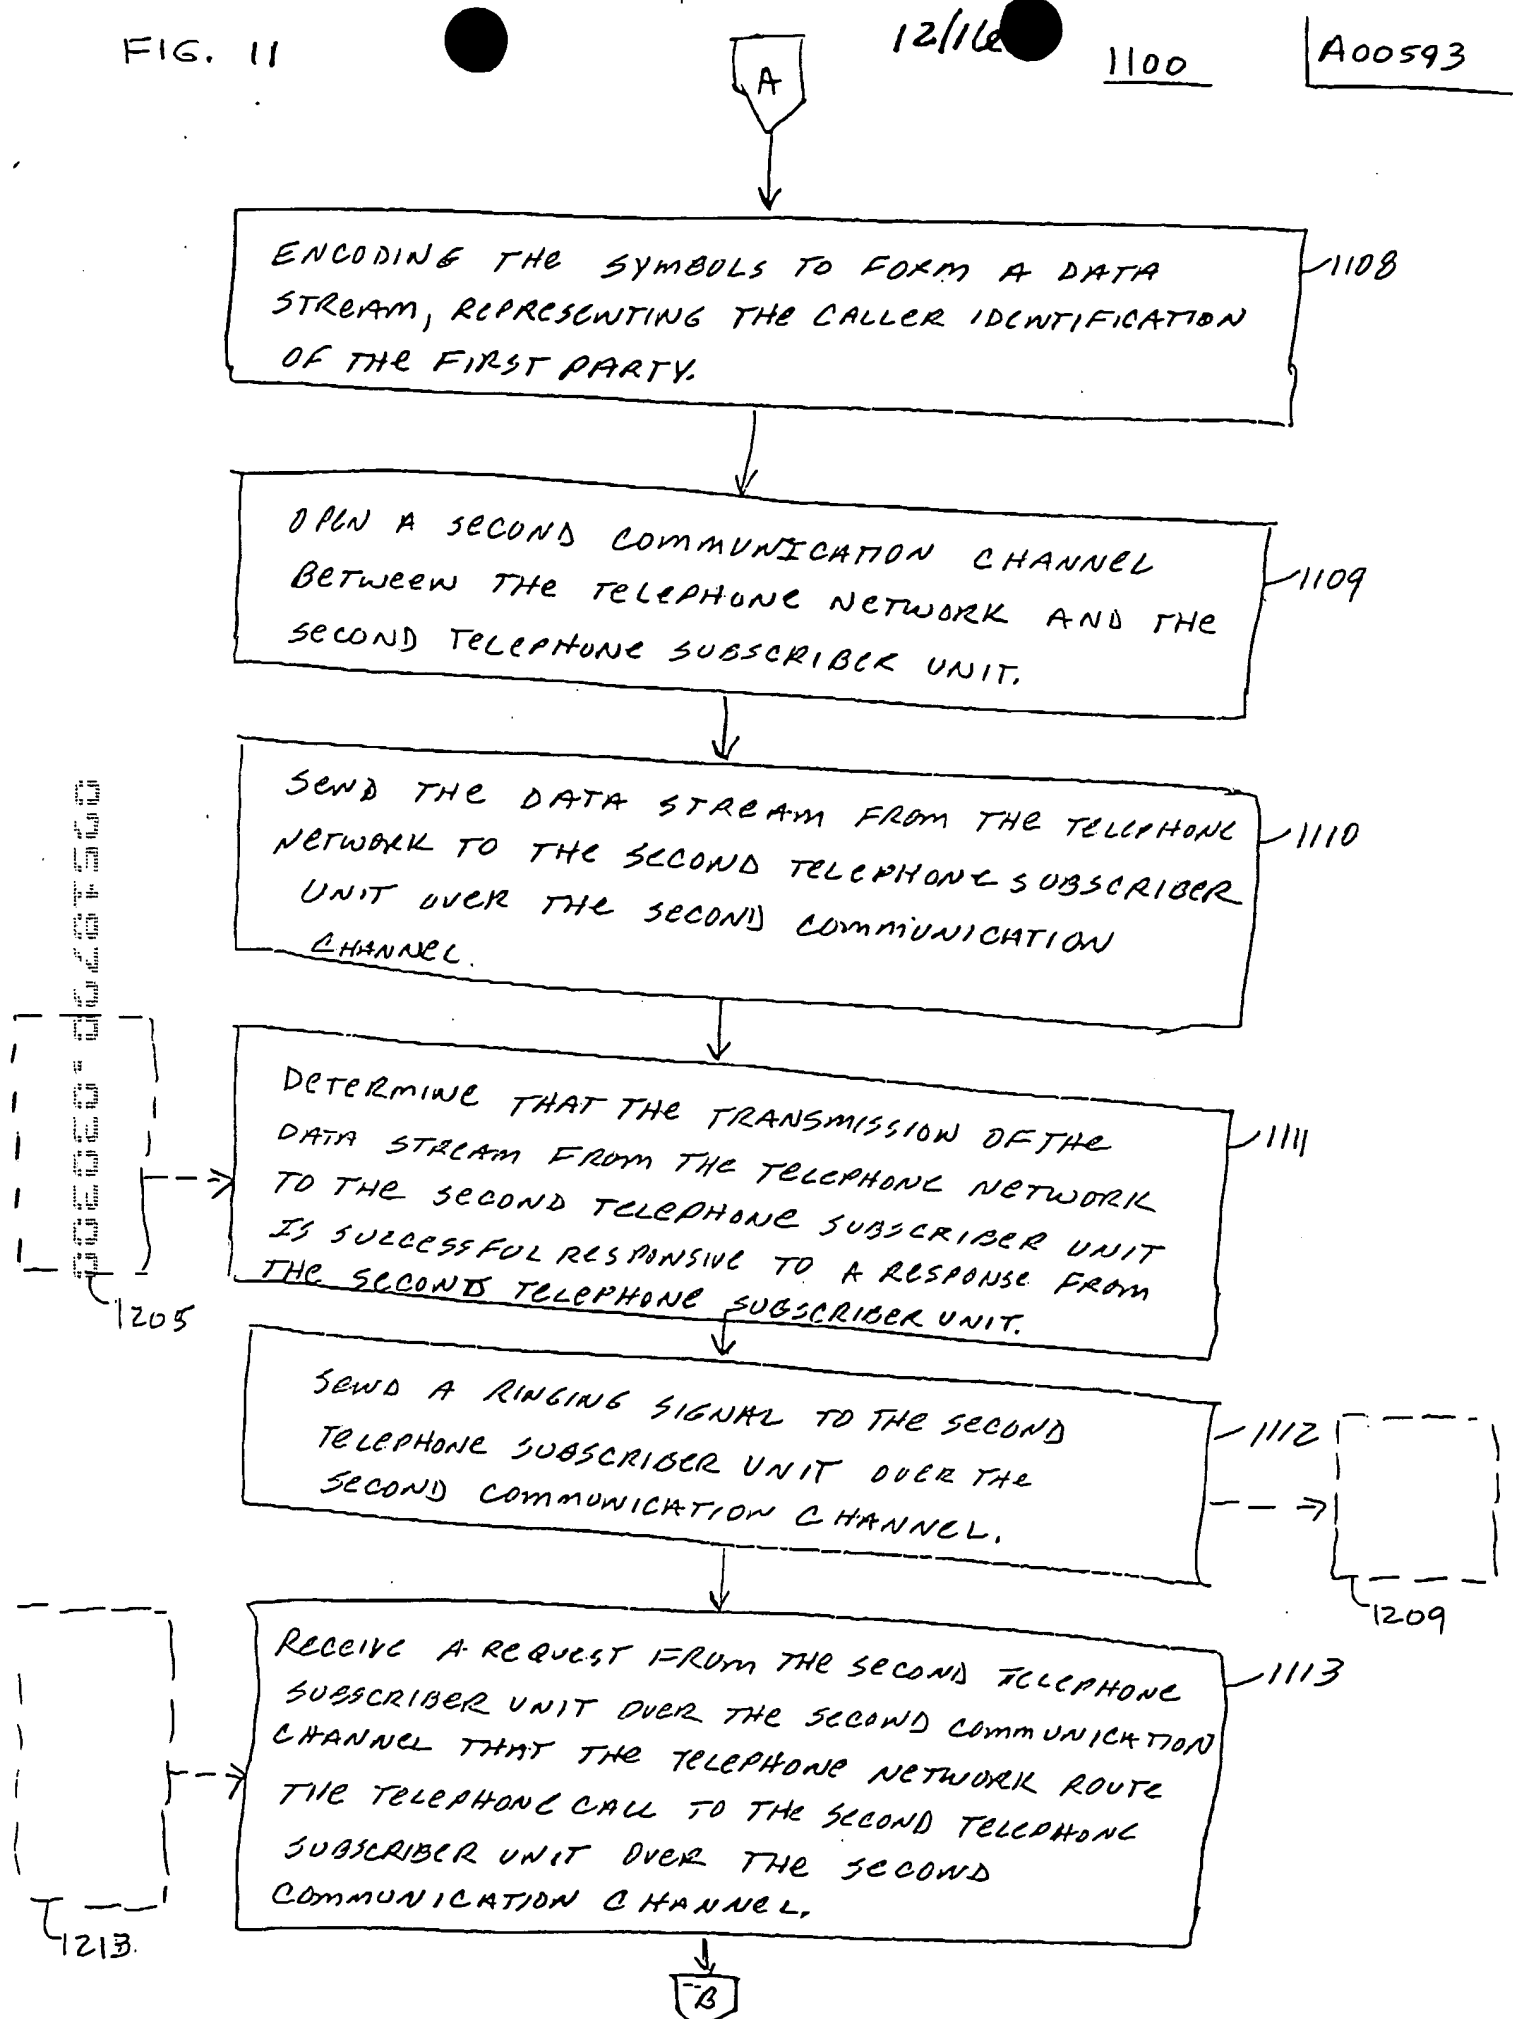 FIG. 11
12/16
1100
A00593
A
ENCODING THE SYMBOLS TO FORM A DATA
STREAM, REPRESENTING THE CALLER IDENTIFICATION
OF THE FIRST PARTY.
1108
OPEN A SECOND COMMUNICATION CHANNEL
BETWEEN THE TELEPHONE NETWORK AND THE
SECOND TELEPHONE SUBSCRIBER UNIT.
1109
SEND THE DATA STREAM FROM THE TELEPHONE
NETWORK TO THE SECOND TELEPHONE SUBSCRIBER
UNIT OVER THE SECOND COMMUNICATION
CHANNEL.
1110
DETERMINE THAT THE TRANSMISSION OF THE
DATA STREAM FROM THE TELEPHONE NETWORK
TO THE SECOND TELEPHONE SUBSCRIBER UNIT
IS SUCCESSFUL RESPONSIVE TO A RESPONSE FROM
THE SECOND TELEPHONE SUBSCRIBER UNIT.
1111
1205
SEND A RINGING SIGNAL TO THE SECOND
TELEPHONE SUBSCRIBER UNIT OVER THE
SECOND COMMUNICATION CHANNEL.
1112
1209
RECEIVE A REQUEST FROM THE SECOND TELEPHONE
SUBSCRIBER UNIT OVER THE SECOND COMMUNICATION
CHANNEL THAT THE TELEPHONE NETWORK ROUTE
THE TELEPHONE CALL TO THE SECOND TELEPHONE
SUBSCRIBER UNIT OVER THE SECOND
COMMUNICATION CHANNEL.
1113
1213.
B